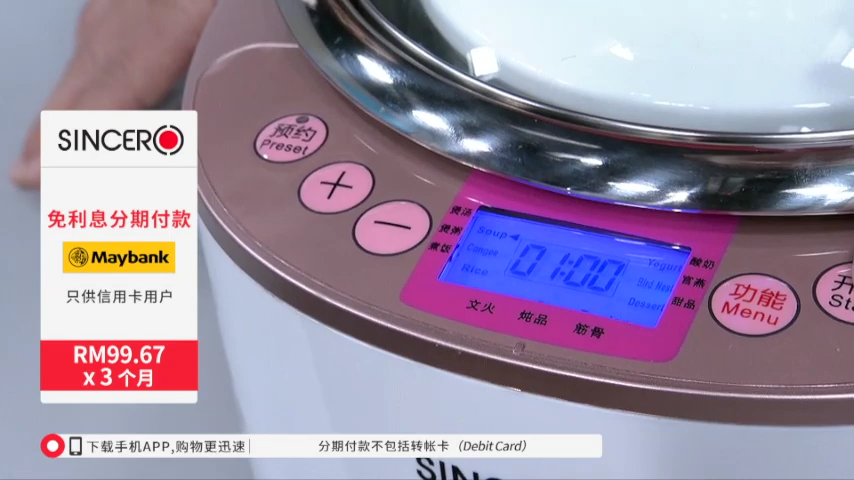 SINCERO
免利息分期付款
Maybank
只供信用卡用户
RM99.67
x 3 个月
预约
Preset
+
−
煲汤
煲粥
煮饭
Soup
Congee
Rice
01:00
Yogurt
Bird Nest
Dessert
酸奶
官燕
甜品
文火
炖品
筋骨
功能
Menu
开
Sta
下载手机APP,购物更迅速
分期付款不包括转帐卡（Debit Card）
SINC